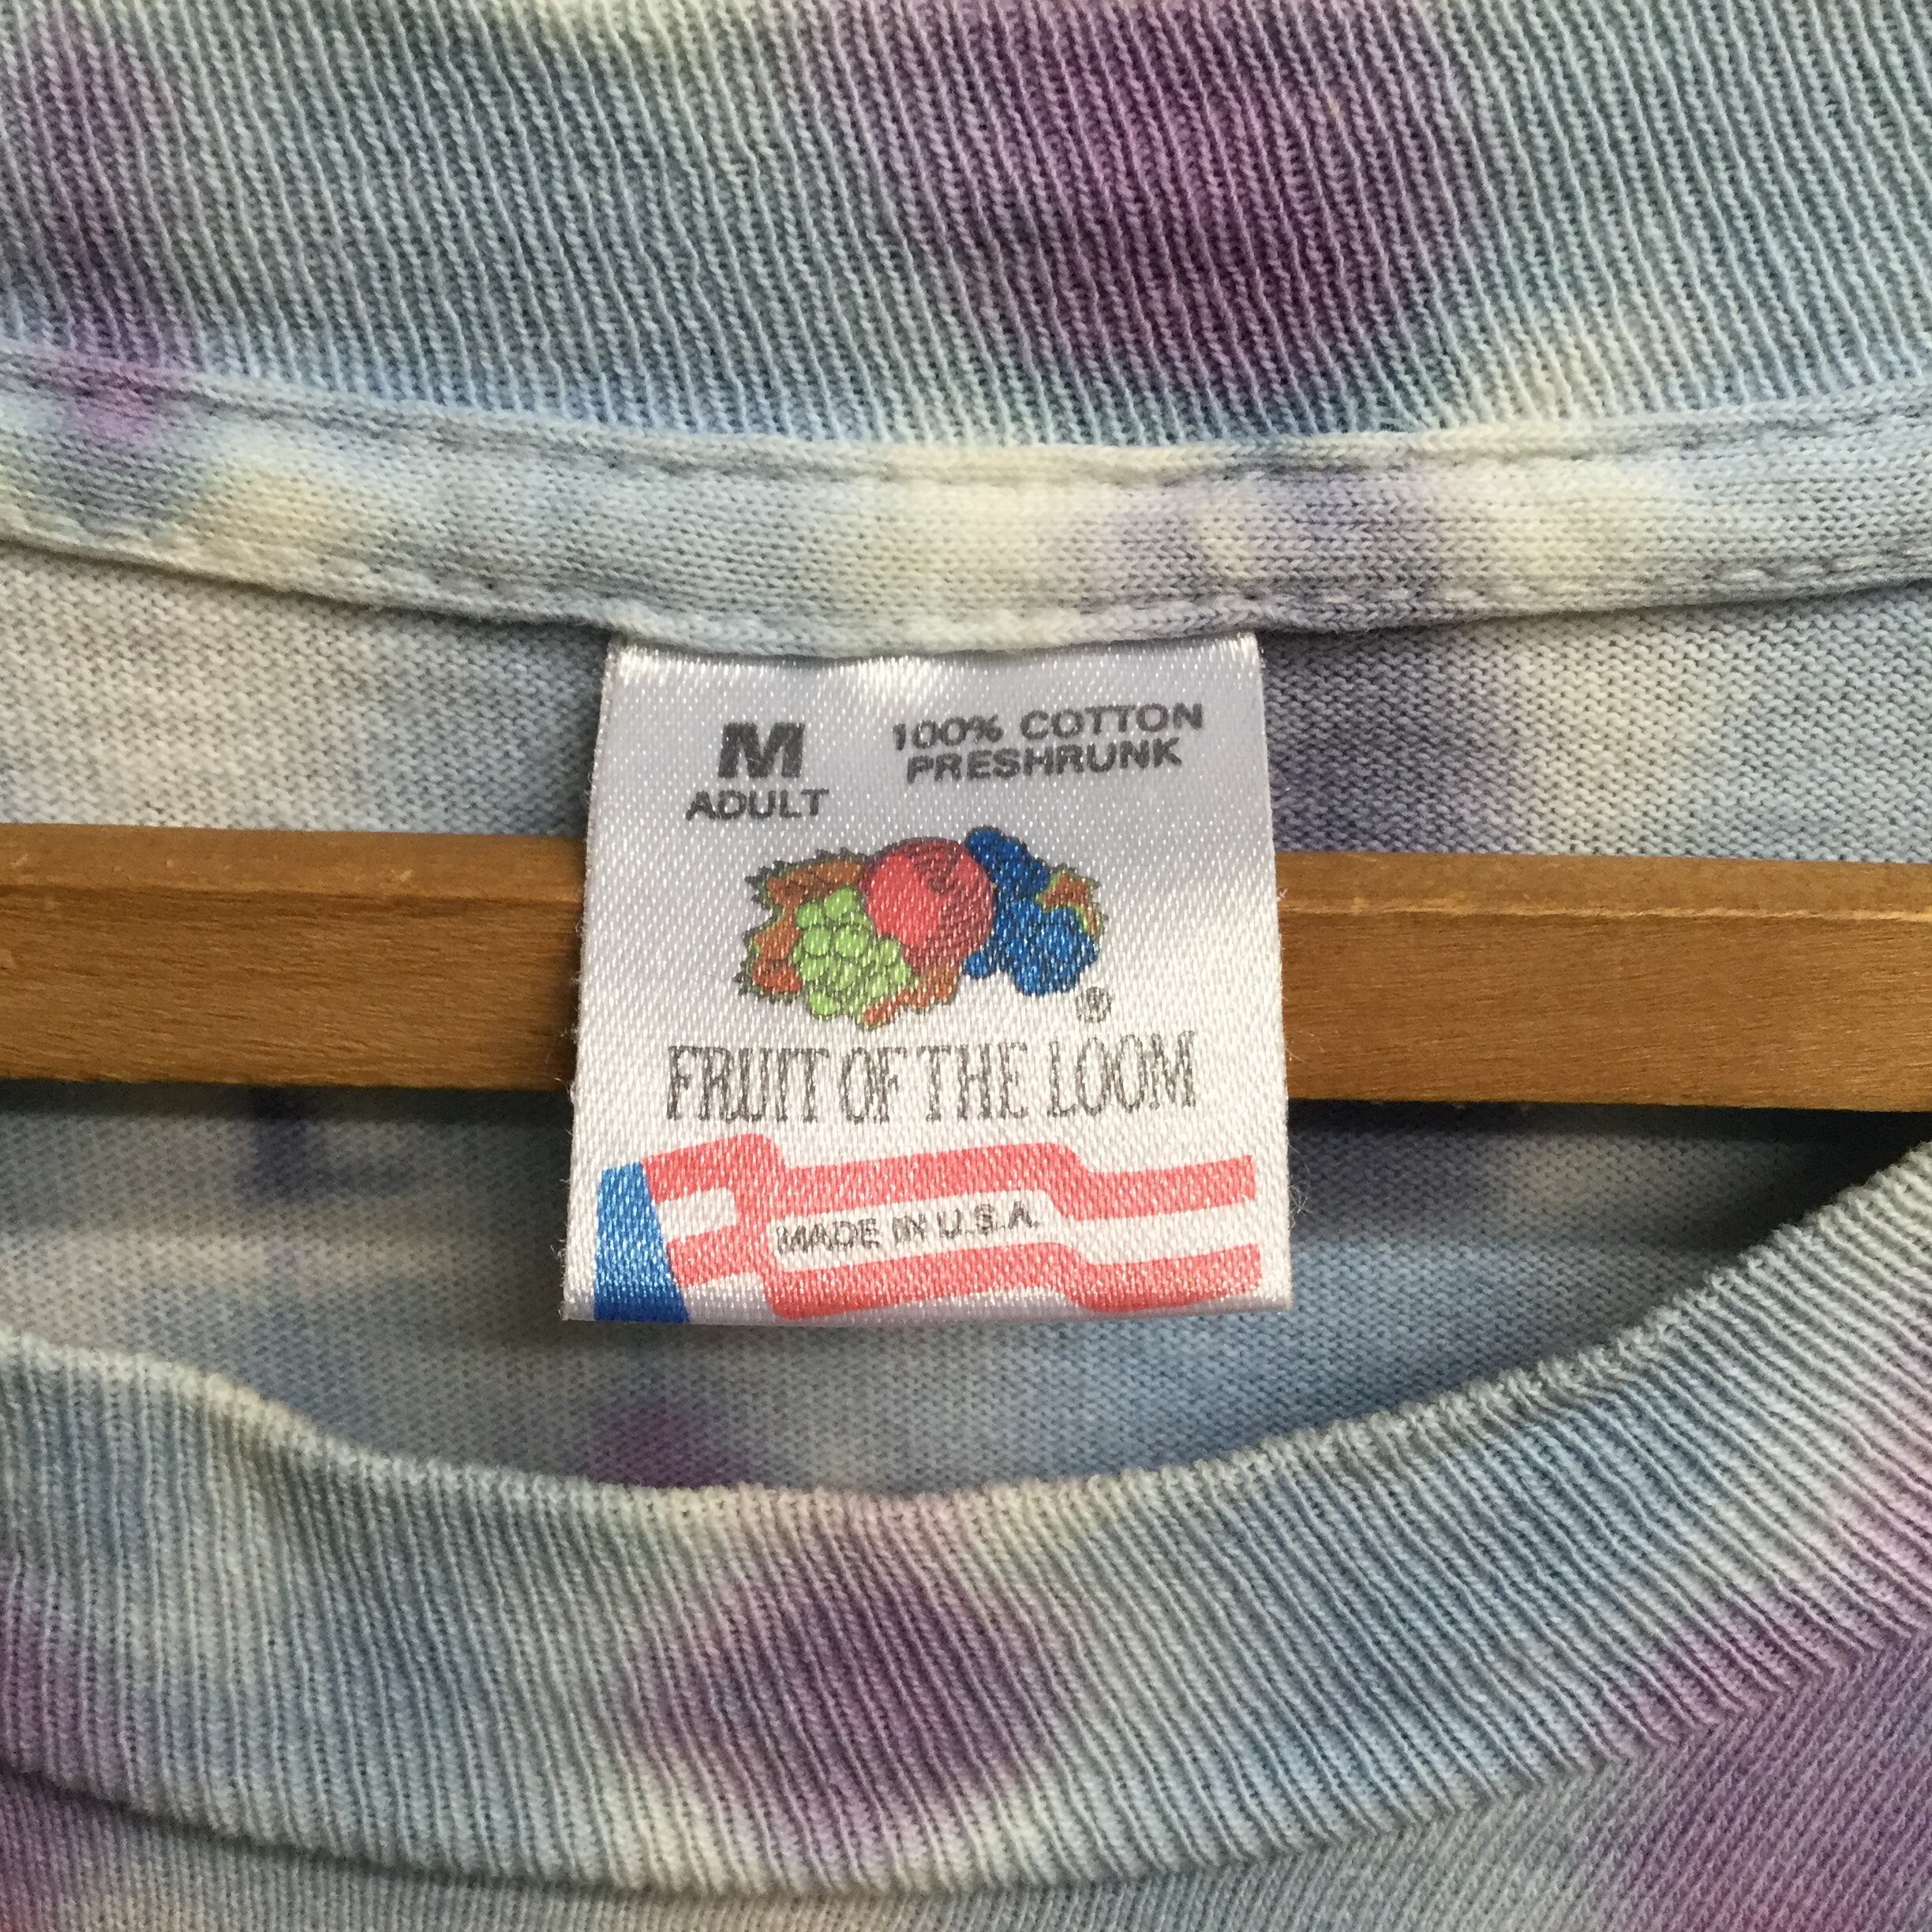 M
ADULT
100% COTTON
PRESHRUNK
®
FRUIT OF THE LOOM
MADE IN U.S.A.